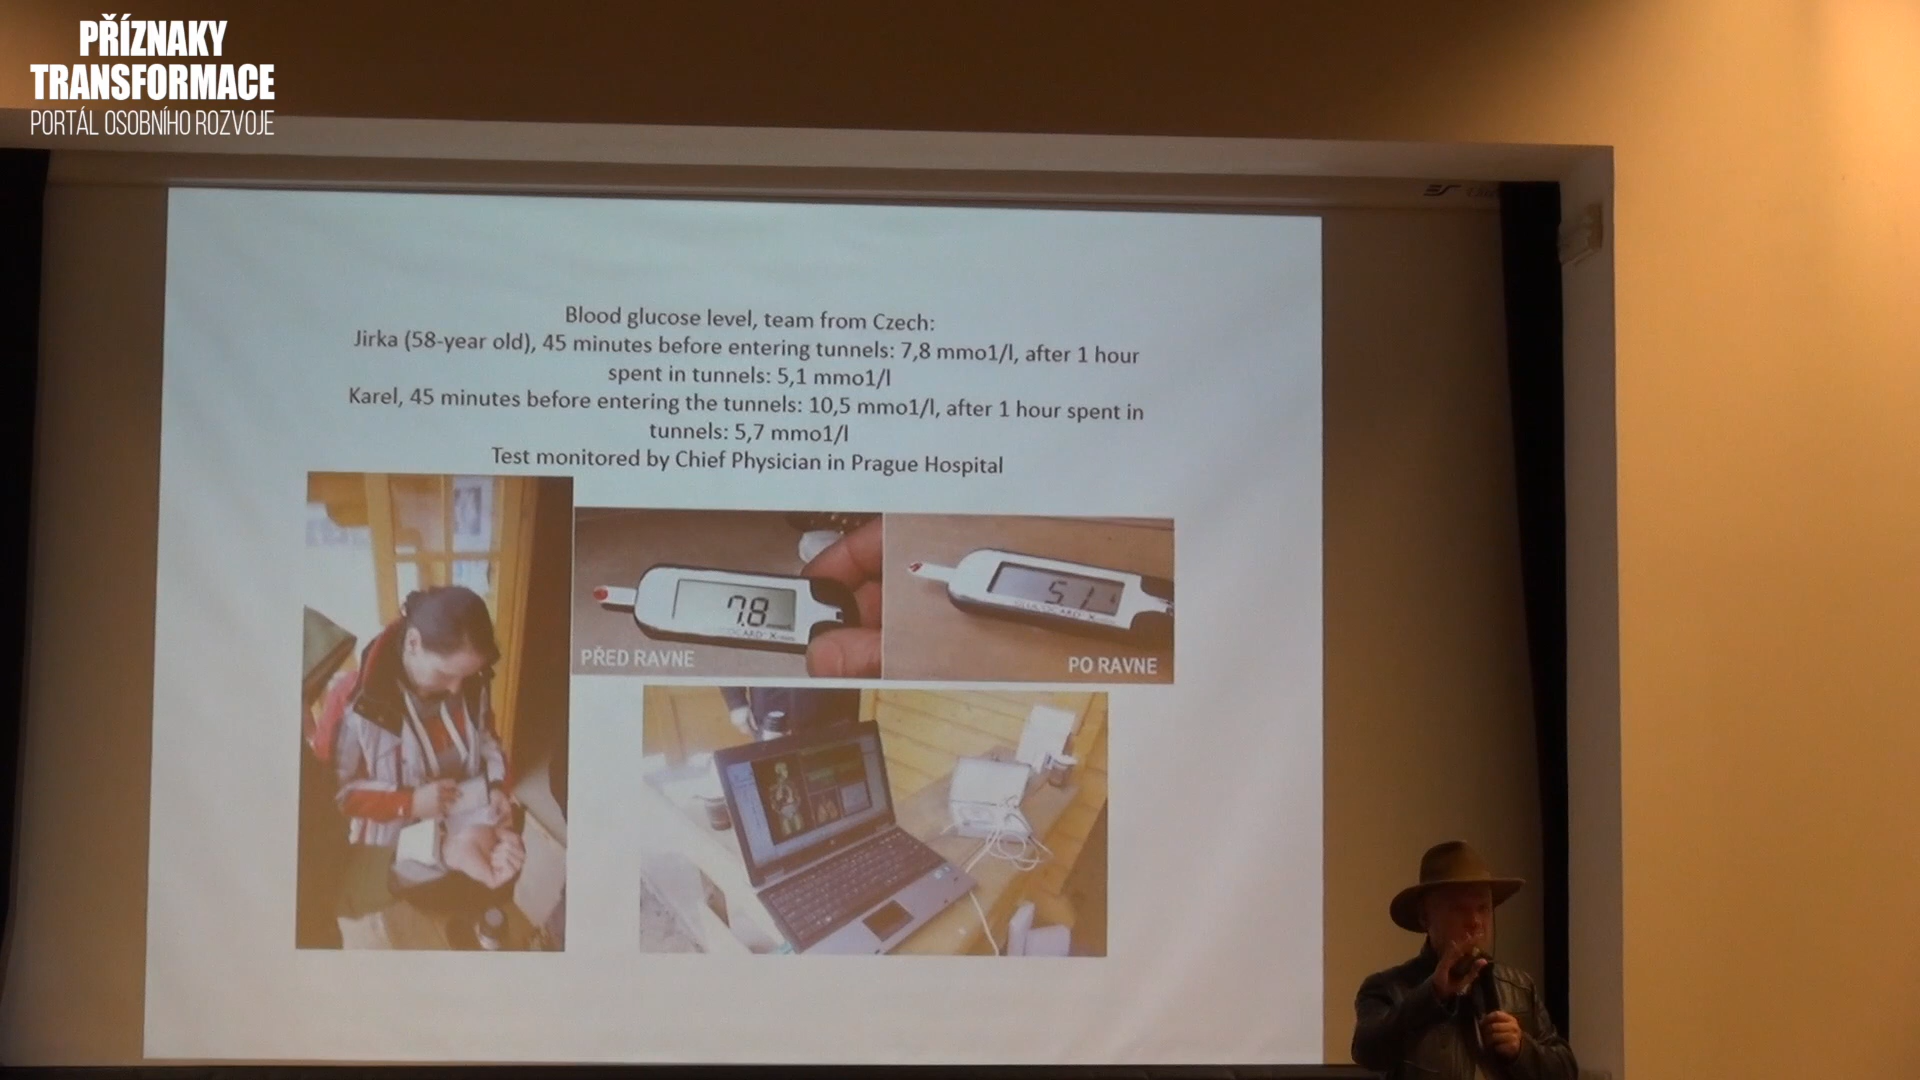 PŘÍZNAKY
TRANSFORMACE
PORTÁL OSOBNÍHO ROZVOJE
Blood glucose level, team from Czech:
Jirka (58-year old), 45 minutes before entering tunnels: 7,8 mmo1/l, after 1 hour
spent in tunnels: 5,1 mmo1/l
Karel, 45 minutes before entering the tunnels: 10,5 mmo1/l, after 1 hour spent in
tunnels: 5,7 mmo1/l
Test monitored by Chief Physician in Prague Hospital
7.8
PŘED RAVNE
5.1
PO RAVNE